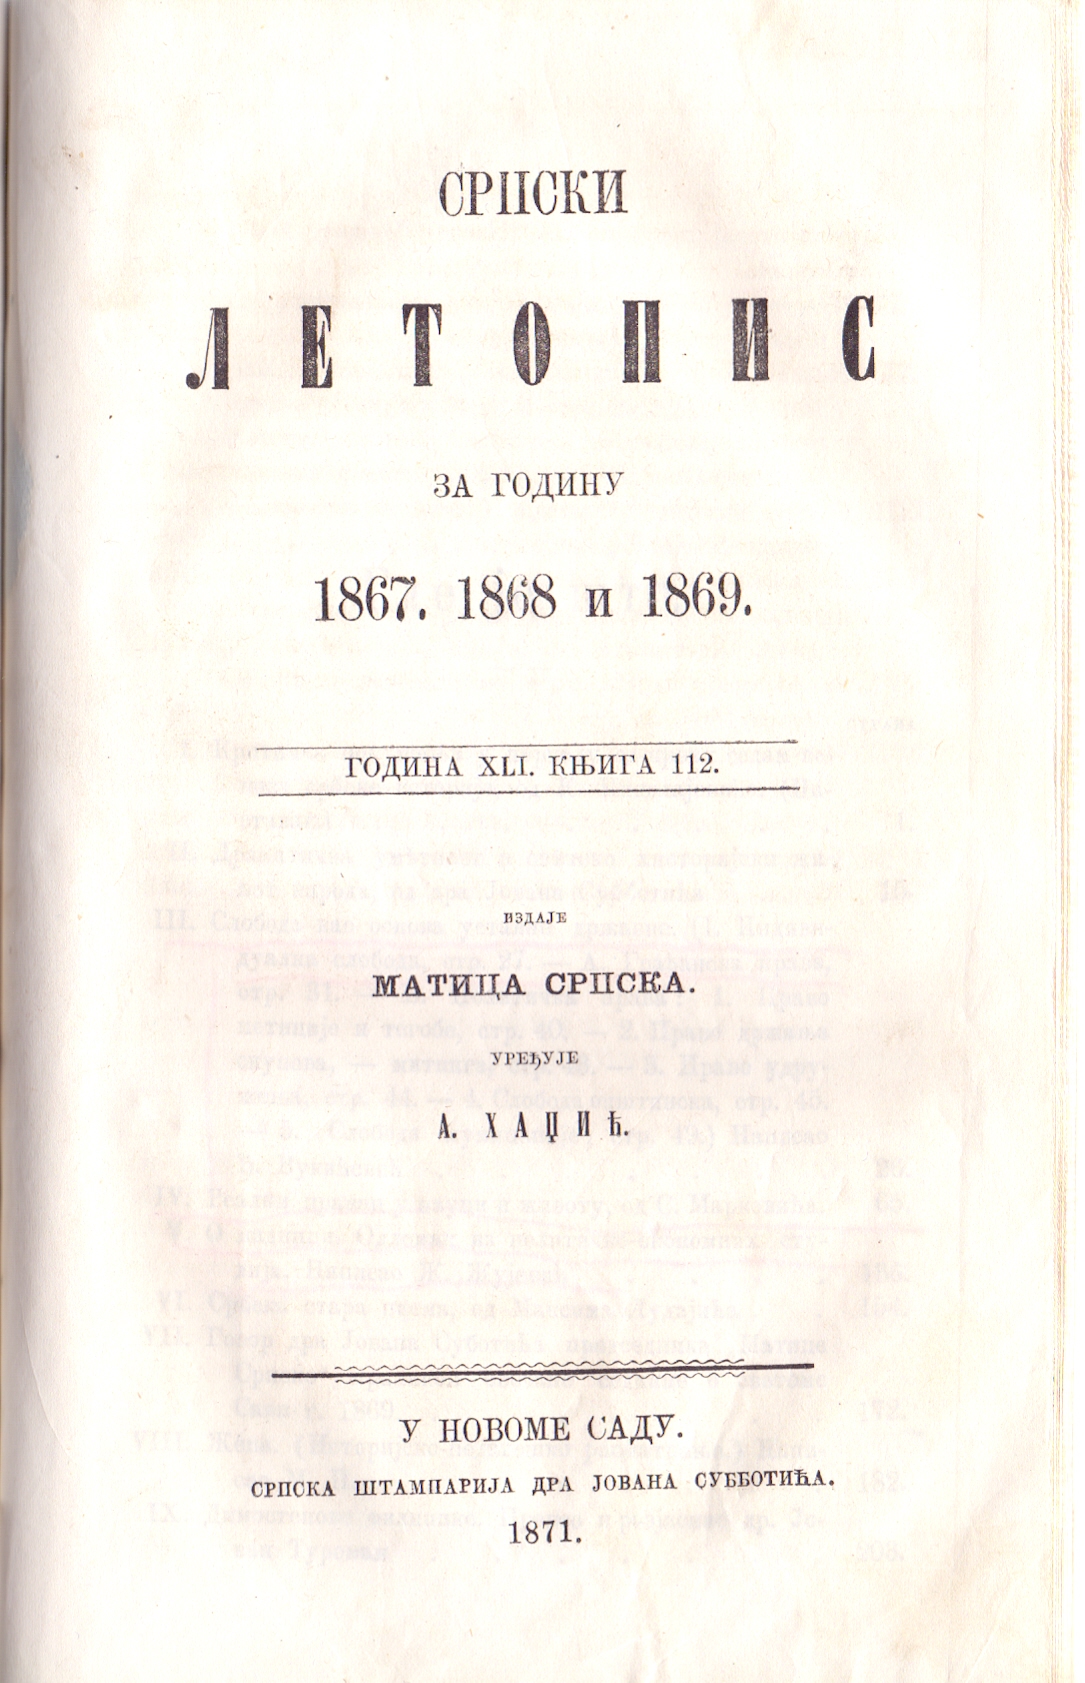 СРПСКИ
ЛЕТОПИС
ЗА ГОДИНУ
1867. 1868 и 1869.
ГОДИНА XLI. КЊИГА 112.
ИЗДАЈЕ
МАТИЦА СРПСКА.
УРЕЂУЈЕ
А. ХАЏИЋ.
У НОВОМЕ САДУ.
СРПСКА ШТАМПАРИЈА ДРА ЈОВАНА СУББОТИЋА.
1871.